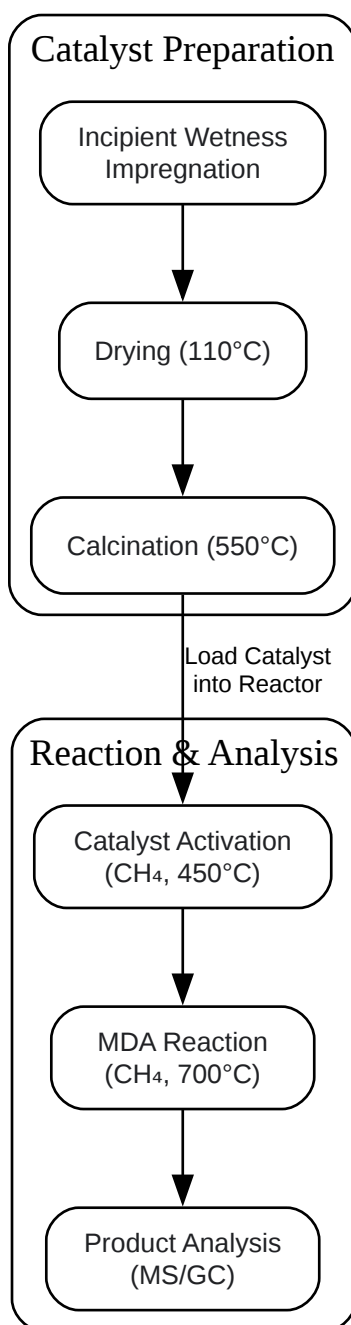 Catalyst Preparation
Incipient Wetness
Impregnation
Drying (110°C)
Calcination (550°C)
Load Catalyst
into Reactor
Reaction & Analysis
Catalyst Activation
(CH₄, 450°C)
MDA Reaction
(CH₄, 700°C)
Product Analysis
(MS/GC)